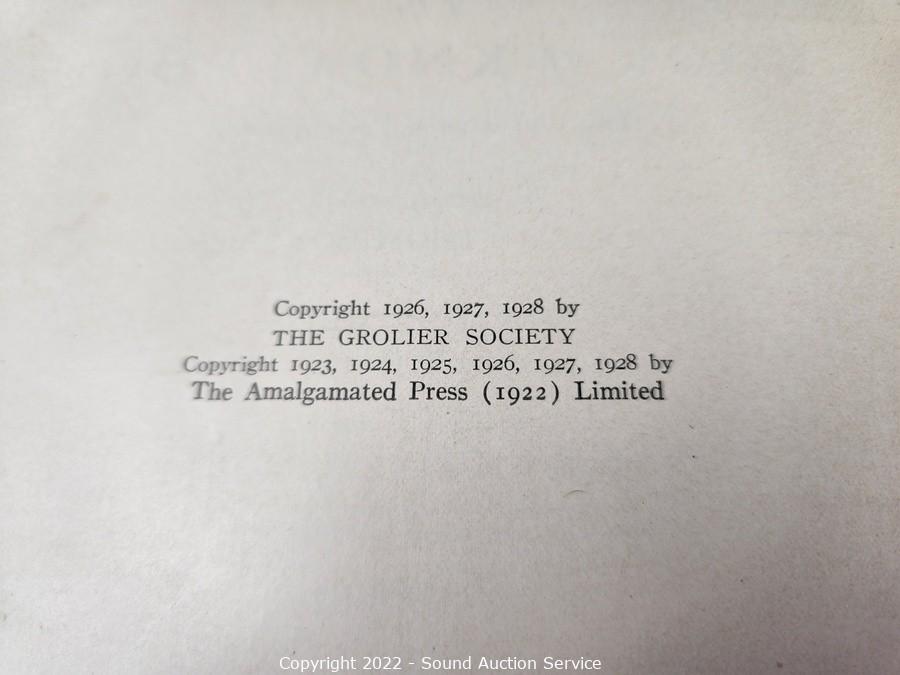 Copyright 1926, 1927, 1928 by
THE GROLIER SOCIETY
Copyright 1923, 1924, 1925, 1926, 1927, 1928 by
The Amalgamated Press (1922) Limited
Copyright 2022 - Sound Auction Service